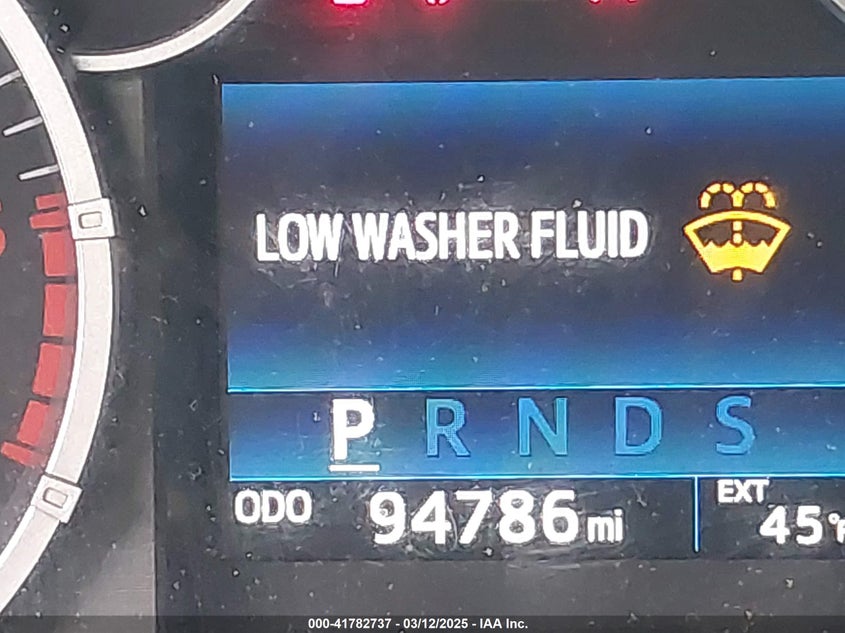 LOW WASHER FLUID
P R N D S
ODO 94786 mi
EXT 45°F
000-41782737 - 03/12/2025 - IAA Inc.